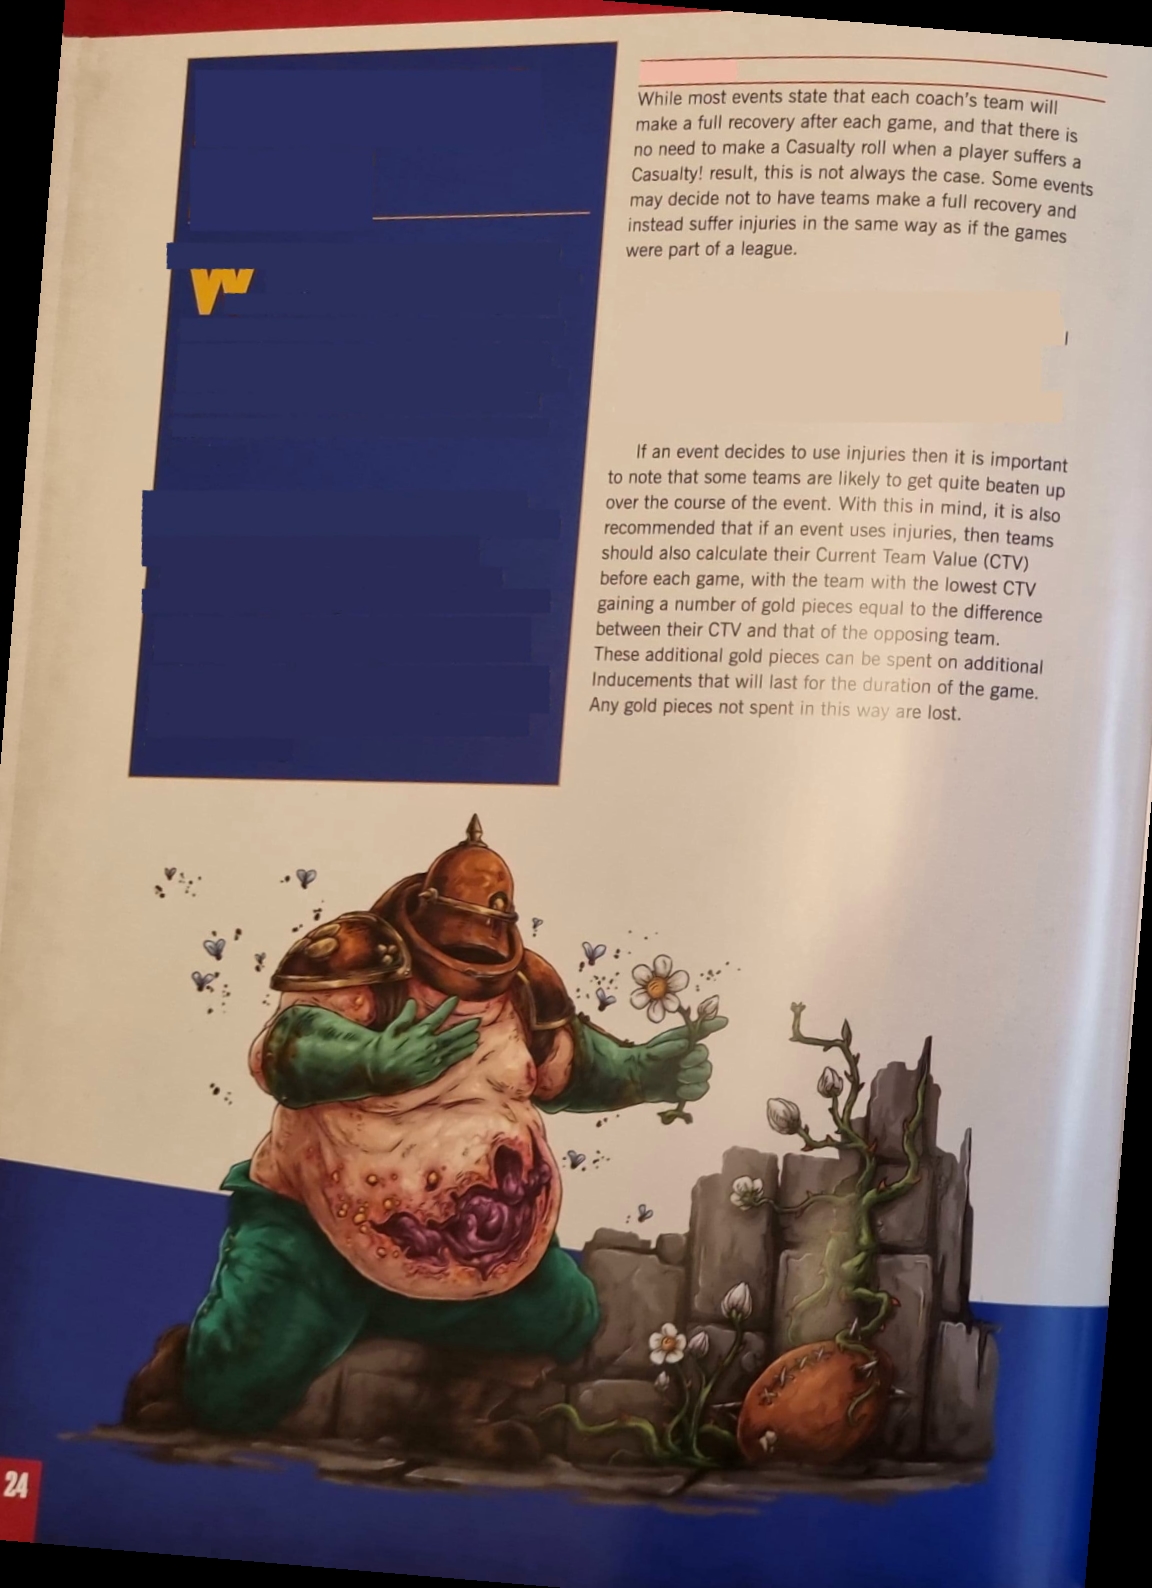 While most events state that each coach's team will
make a full recovery after each game, and that there is
no need to make a Casualty roll when a player suffers a
Casualty! result, this is not always the case. Some events
may decide not to have teams make a full recovery and
instead suffer injuries in the same way as if the games
were part of a league.
If an event decides to use injuries then it is important
to note that some teams are likely to get quite beaten up
over the course of the event. With this in mind, it is also
recommended that if an event uses injuries, then teams
should also calculate their Current Team Value (CTV)
before each game, with the team with the lowest CTV
gaining a number of gold pieces equal to the difference
between their CTV and that of the opposing team.
These additional gold pieces can be spent on additional
Inducements that will last for the duration of the game.
Any gold pieces not spent in this way are lost.
24